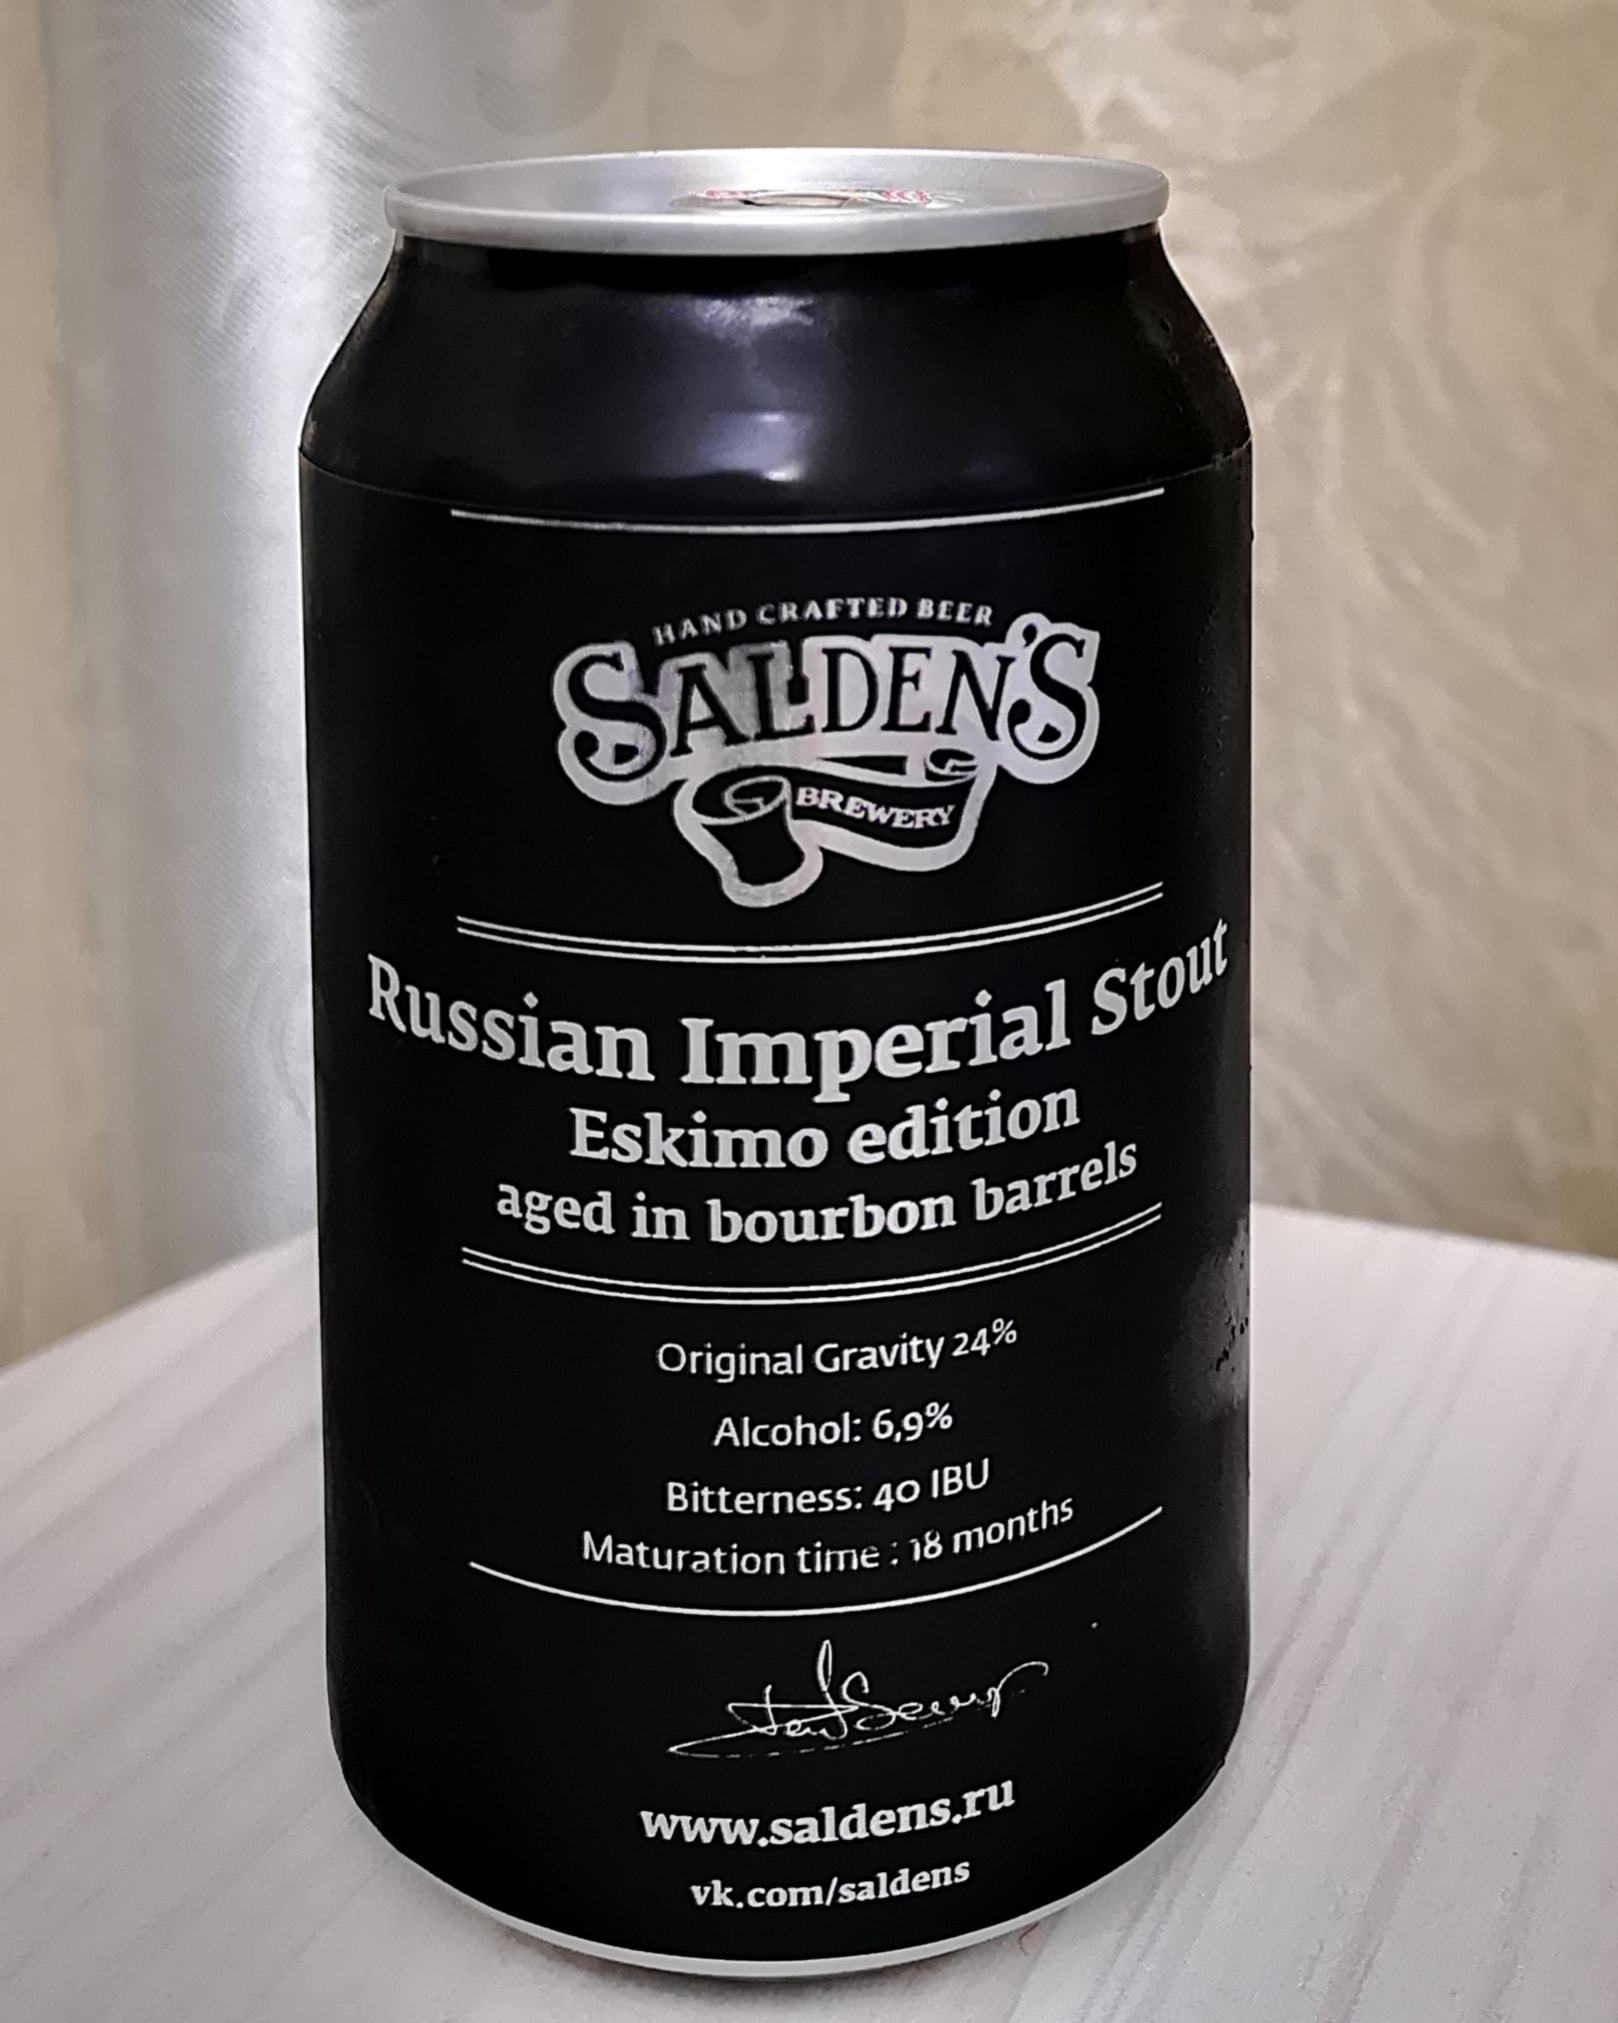 HAND CRAFTED BEER
SALDEN'S
BREWERY
Russian Imperial Stout
Eskimo edition
aged in bourbon barrels
Original Gravity 24%
Alcohol: 6,9%
Bitterness: 40 IBU
Maturation time : 18 months
www.saldens.ru
vk.com/saldens